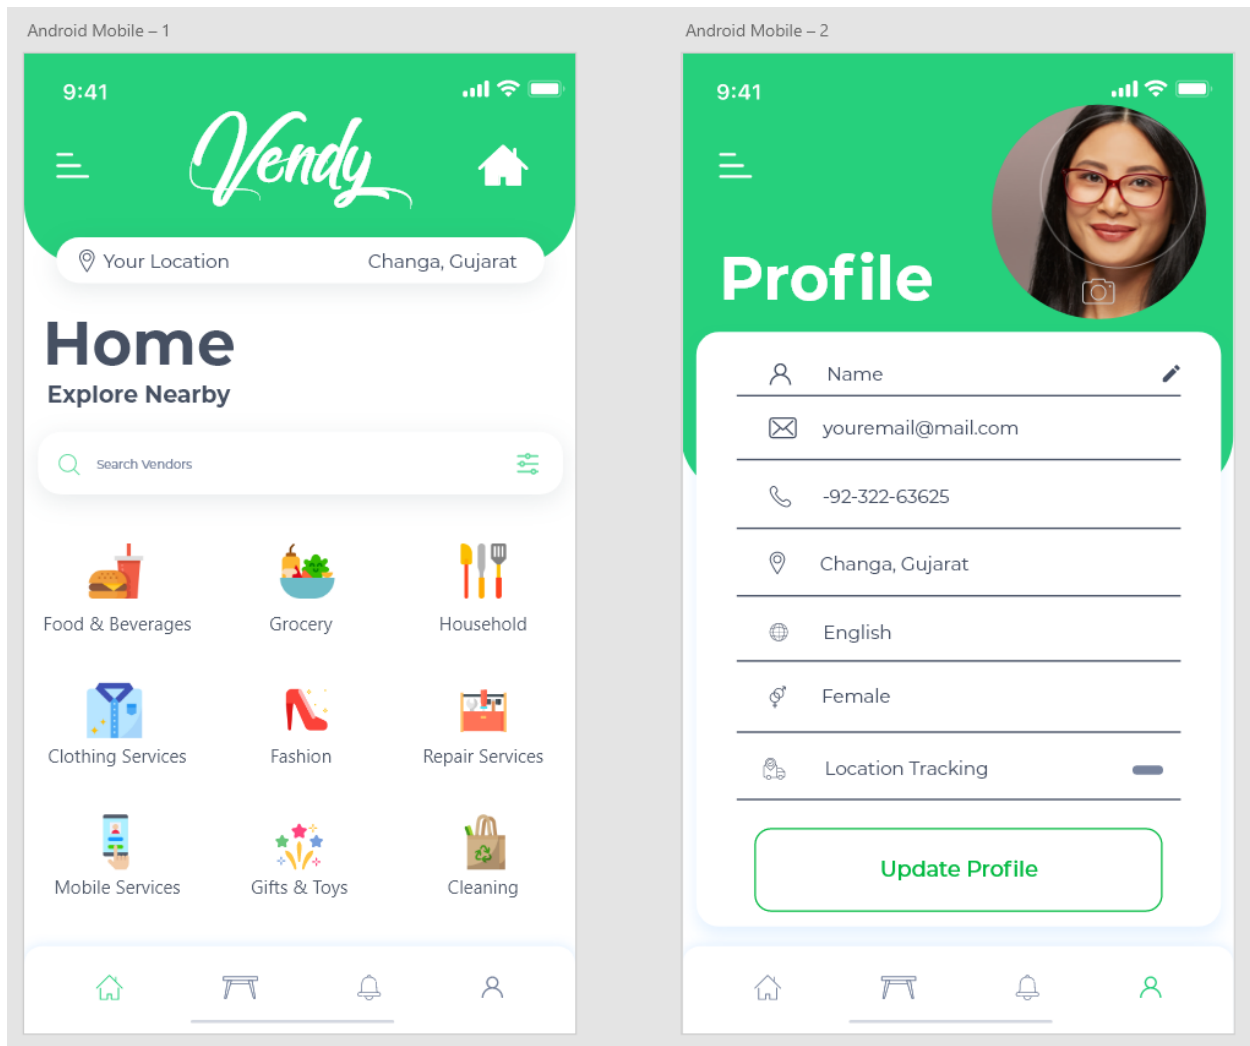 Android Mobile – 1
9:41
Vendy
Your Location Changa, Gujarat
Home
Explore Nearby
Search Vendors
Food & Beverages Grocery Household
Clothing Services Fashion Repair Services
Mobile Services Gifts & Toys Cleaning
Android Mobile – 2
9:41
Profile
Name
youremail@mail.com
-92-322-63625
Changa, Gujarat
English
Female
Location Tracking
Update Profile